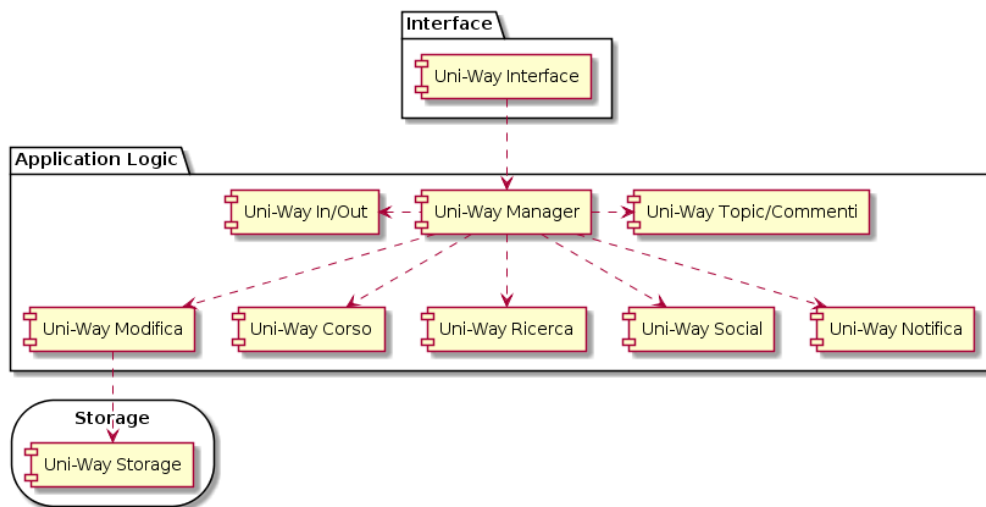 Interface
Uni-Way Interface
Application Logic
Uni-Way In/Out
Uni-Way Manager
Uni-Way Topic/Commenti
Uni-Way Modifica
Uni-Way Corso
Uni-Way Ricerca
Uni-Way Social
Uni-Way Notifica
Storage
Uni-Way Storage